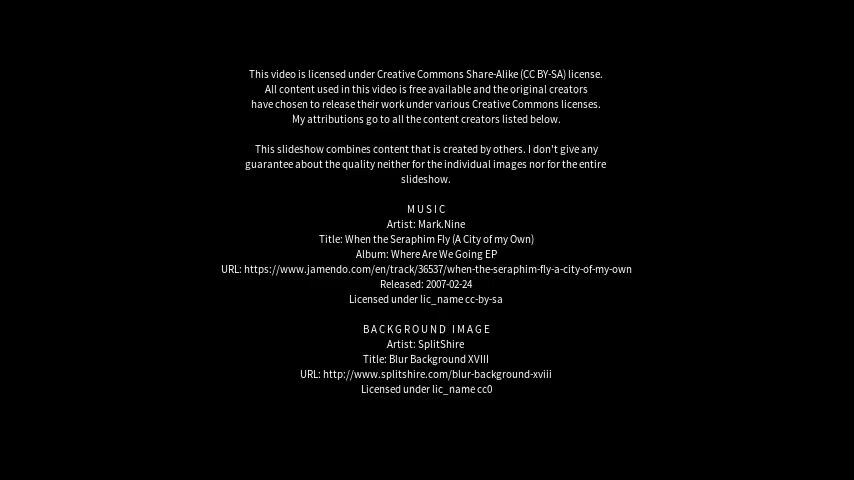 This video is licensed under Creative Commons Share-Alike (CC BY-SA) license.
All content used in this video is free available and the original creators
have chosen to release their work under various Creative Commons licenses.
My attributions go to all the content creators listed below.
This slideshow combines content that is created by others. I don't give any
guarantee about the quality neither for the individual images nor for the entire
slideshow.
MUSIC
Artist: Mark.Nine
Title: When the Seraphim Fly (A City of my Own)
Album: Where Are We Going EP
URL: https://www.jamendo.com/en/track/36537/when-the-seraphim-fly-a-city-of-my-own
Released: 2007-02-24
Licensed under lic_name cc-by-sa
BACKGROUND IMAGE
Artist: SplitShire
Title: Blur Background XVIII
URL: http://www.splitshire.com/blur-background-xviii
Licensed under lic_name cc0